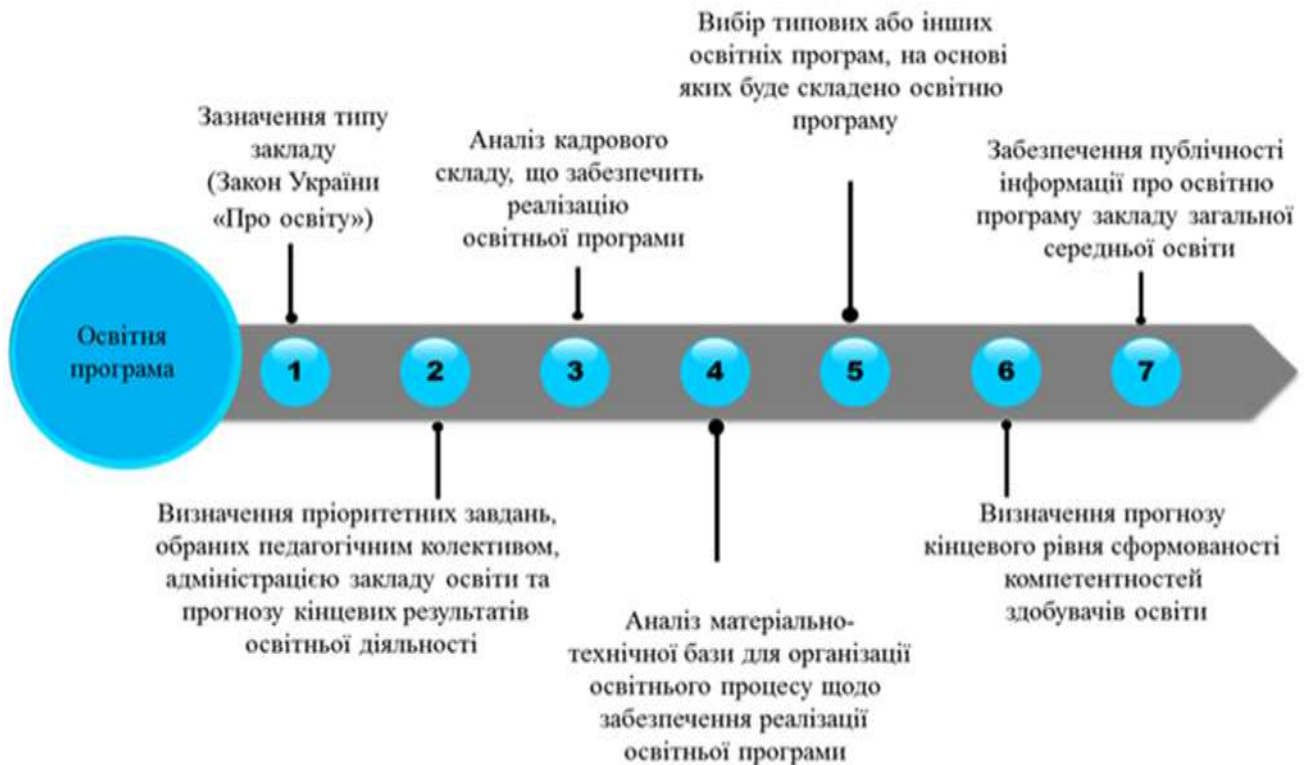 Освітня
програма
1
Зазначення типу
закладу
(Закон України
«Про освіту»)
2
Визначення пріоритетних завдань,
обраних педагогічним колективом,
адміністрацією закладу освіти та
прогнозу кінцевих результатів
освітньої діяльності
3
Аналіз кадрового
складу, що забезпечить
реалізацію
освітньої програми
4
Аналіз матеріально-
технічної бази для організації
освітнього процесу щодо
забезпечення реалізації
освітньої програми
5
Вибір типових або інших
освітніх програм, на основі
яких буде складено освітню
програму
6
Визначення прогнозу
кінцевого рівня сформованості
компетентностей
здобувачів освіти
7
Забезпечення публічності
інформації про освітню
програму закладу загальної
середньої освіти